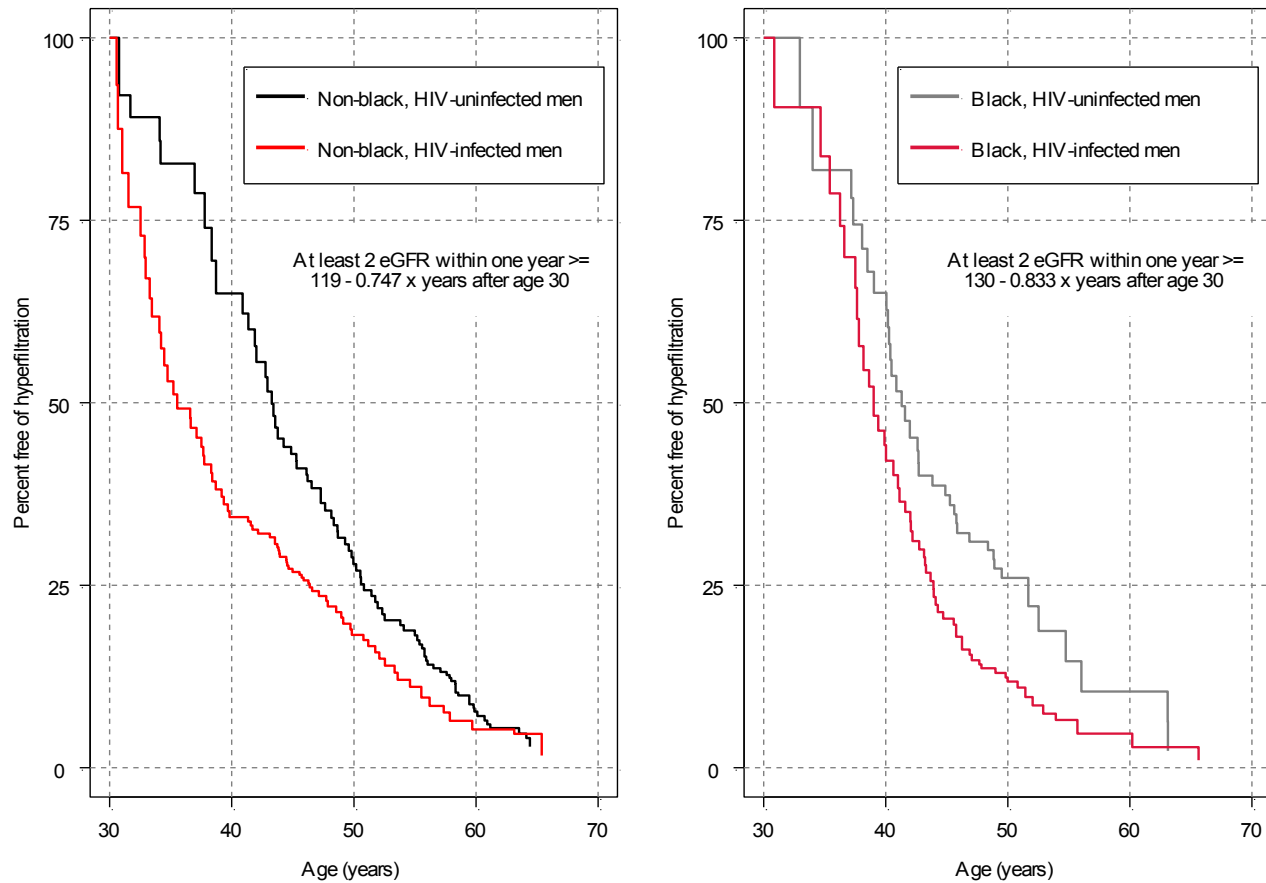 Percent free of hyperfiltration
100
75
50
25
0
Non-black, HIV-uninfected men
Non-black, HIV-infected men
At least 2 eGFR within one year >=
119 - 0.747 x years after age 30
30 40 50 60 70
Age (years)
Percent free of hyperfiltration
100
75
50
25
0
Black, HIV-uninfected men
Black, HIV-infected men
At least 2 eGFR within one year >=
130 - 0.833 x years after age 30
30 40 50 60 70
Age (years)